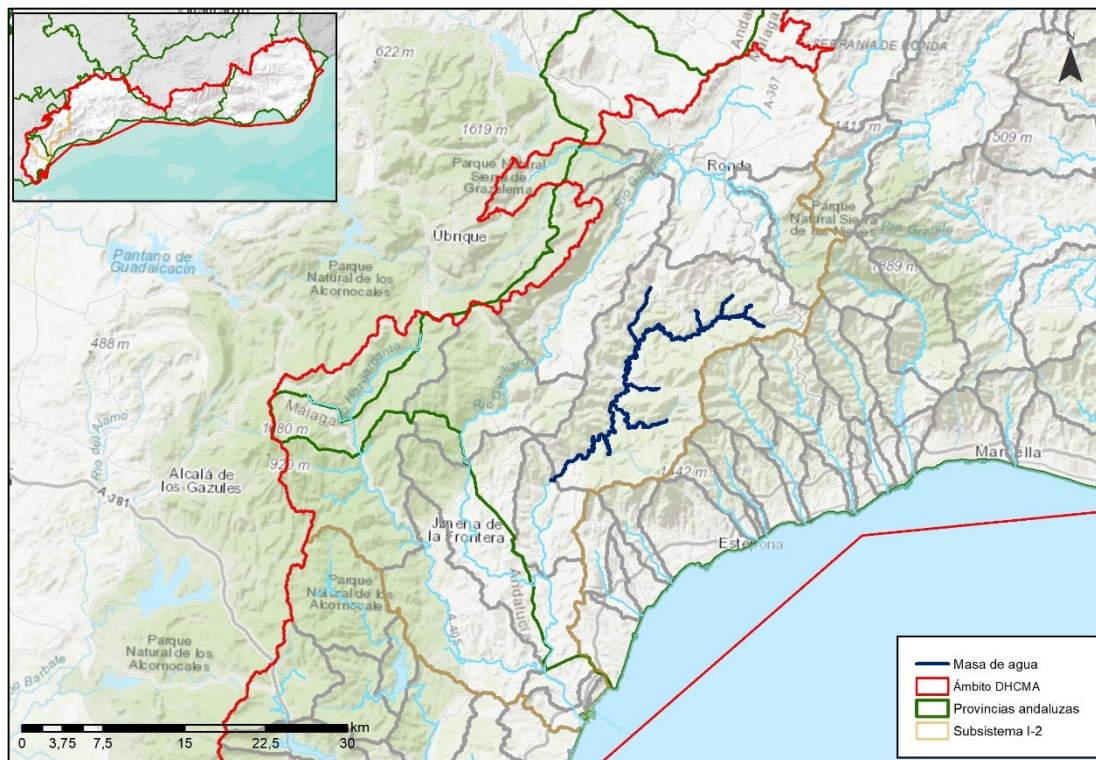 622 m
SERRANÍA DE RONDA
N
A-367
1619 m
Parque Natural
Sierra
de Grazalema
Ronda
1411 m
509 m
Ubrique
Parque
Natural Sierra
de las Nieves
Río Grande
1889 m
Pantano de
Guadalcacín
Parque
Natural de los
Alcornocales
Río Guadiaro
488 m
Hozgarganta
Río Guadiaro
Málaga
1080 m
920 m
Río del Álamo
Alcalá de
los Gazules
A-381
1442 m
Marbella
Jimena de
la Frontera
Estepona
Parque
Natural de los
Alcornocales
Andalucía
A-405
Parque
Natural de los
Alcornocales
Río Barbate
Masa de agua
Ámbito DHCMA
Provincias andaluzas
Subsistema I-2
km
0 3,75 7,5 15 22,5 30